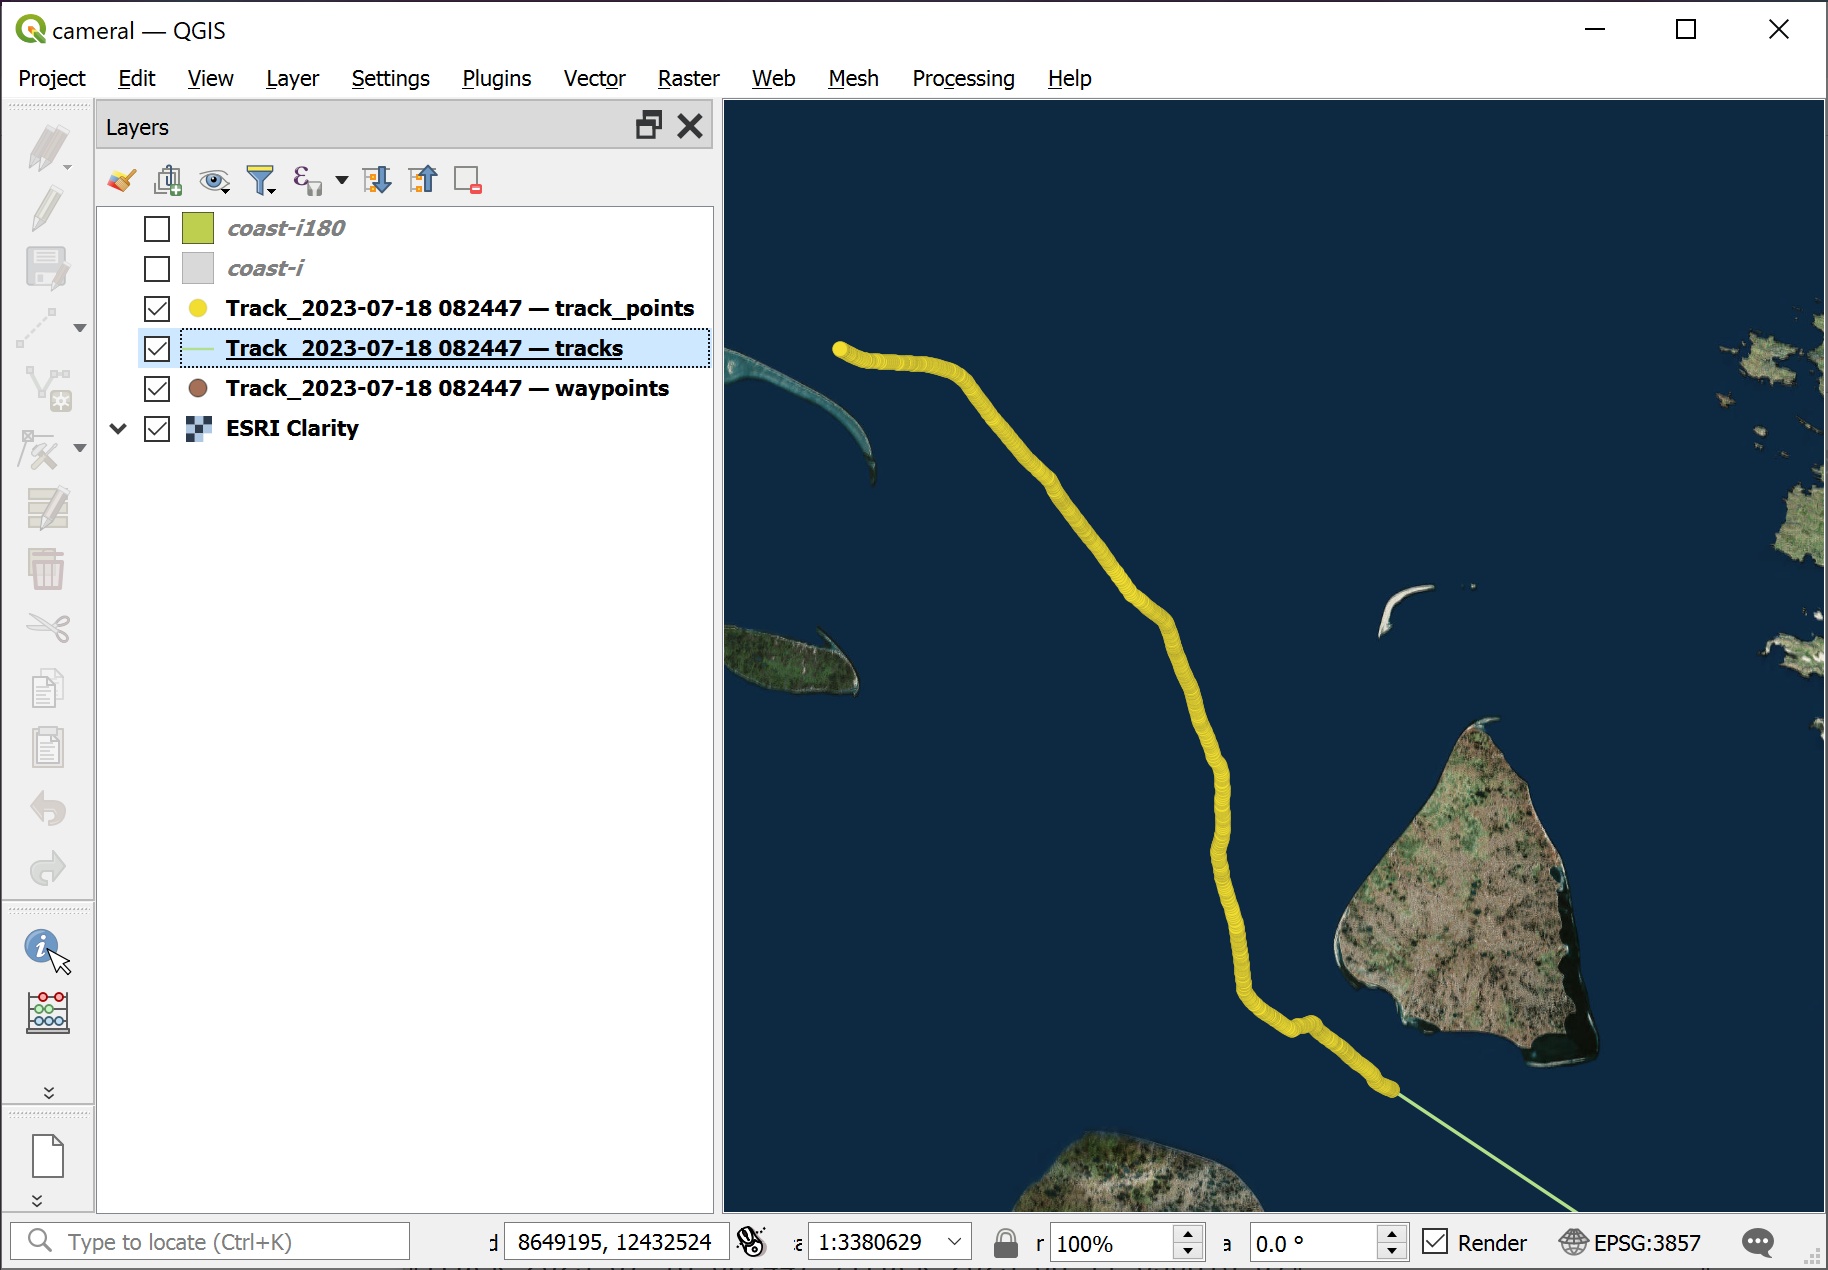 cameral — QGIS
Project Edit View Layer Settings Plugins Vector Raster Web Mesh Processing Help
Layers
coast-i180
coast-i
Track_2023-07-18 082447 — track_points
Track_2023-07-18 082447 — tracks
Track_2023-07-18 082447 — waypoints
ESRI Clarity
Type to locate (Ctrl+K) d 8649195, 12432524 1:3380629 r 100% a 0.0 ° Render EPSG:3857